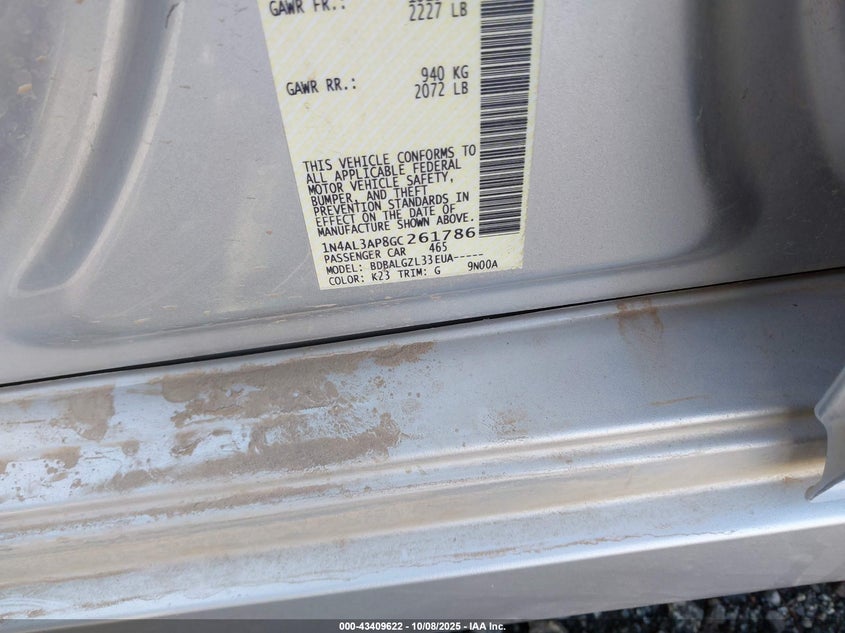 GAWR FR.: 2227 LB
GAWR RR.: 940 KG
2072 LB
THIS VEHICLE CONFORMS TO
ALL APPLICABLE FEDERAL
MOTOR VEHICLE SAFETY,
BUMPER, AND THEFT
PREVENTION STANDARDS IN
EFFECT ON THE DATE OF
MANUFACTURE SHOWN ABOVE.
1N4AL3AP8GC261786
PASSENGER CAR 465
MODEL: BDBALGZL33EUA-----
COLOR: K23 TRIM: G 9N00A
000-43409622 - 10/08/2025 - IAA Inc.